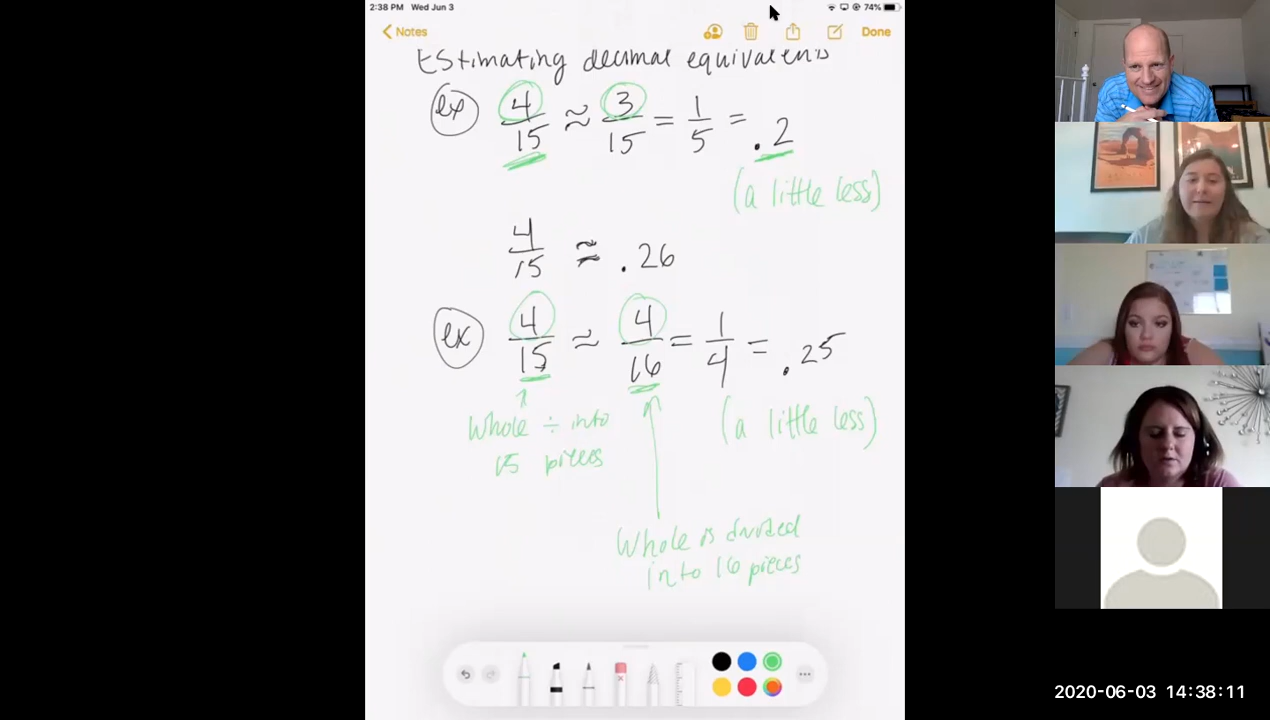 2:38 PM Wed Jun 3 74%
Notes Done
Estimating decimal equivalents
ex 4/15 ≈ 3/15 = 1/5 = .2
(a little less)
4/15 ≈ .26
ex 4/15 ≈ 4/16 = 1/4 = .25
(a little less)
Whole ÷ into
15 pieces
Whole is divided
into 16 pieces
2020-06-03 14:38:11